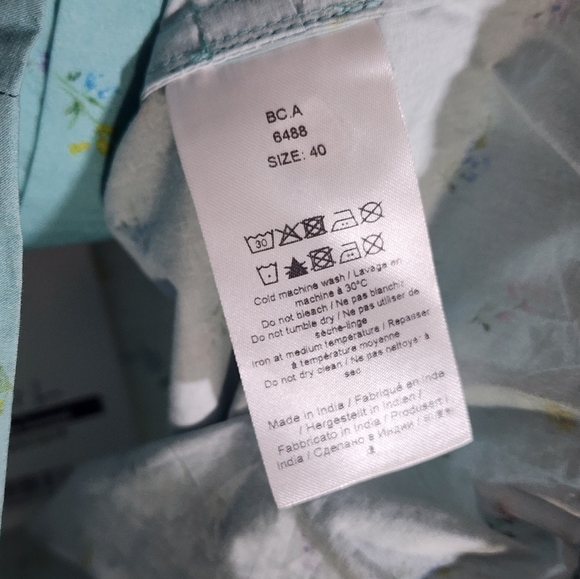 BC.A
6488
SIZE: 40
30
Cold machine wash / Lavage en
machine à 30°C
Do not bleach / Ne pas blanchir
Do not tumble dry / Ne pas utiliser de
sèche-linge
Iron at medium temperature / Repasser
à température moyenne
Do not dry clean / Ne pas nettoyer à
sec
Made in India / Fabriqué en Inde
/ Hergestellt in Indien /
Fabbricato in India /
India / Сделано в Индии /